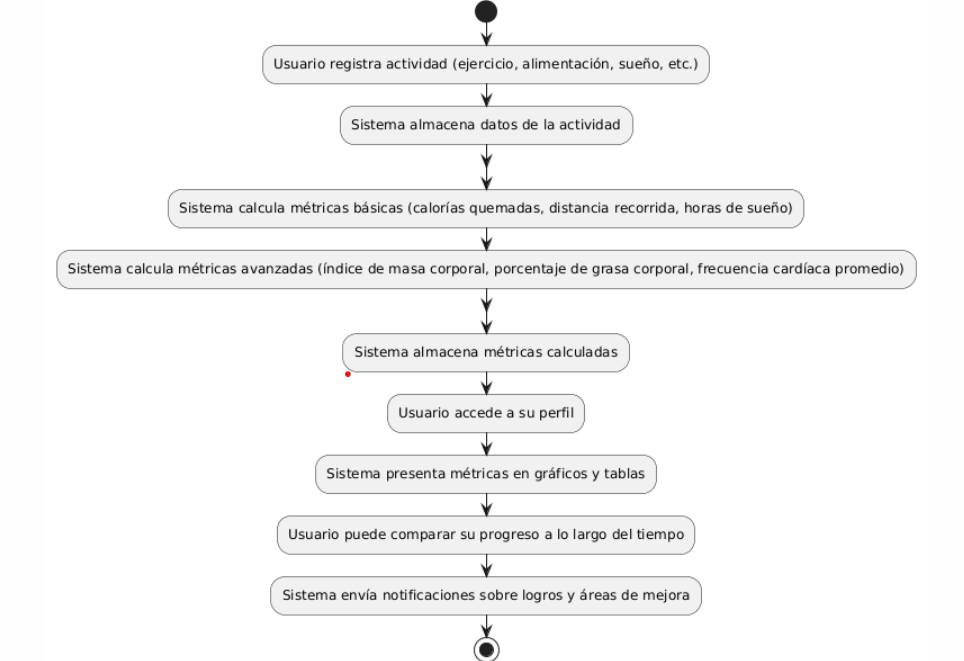 Usuario registra actividad (ejercicio, alimentación, sueño, etc.)
Sistema almacena datos de la actividad
Sistema calcula métricas básicas (calorías quemadas, distancia recorrida, horas de sueño)
Sistema calcula métricas avanzadas (índice de masa corporal, porcentaje de grasa corporal, frecuencia cardíaca promedio)
Sistema almacena métricas calculadas
Usuario accede a su perfil
Sistema presenta métricas en gráficos y tablas
Usuario puede comparar su progreso a lo largo del tiempo
Sistema envía notificaciones sobre logros y áreas de mejora